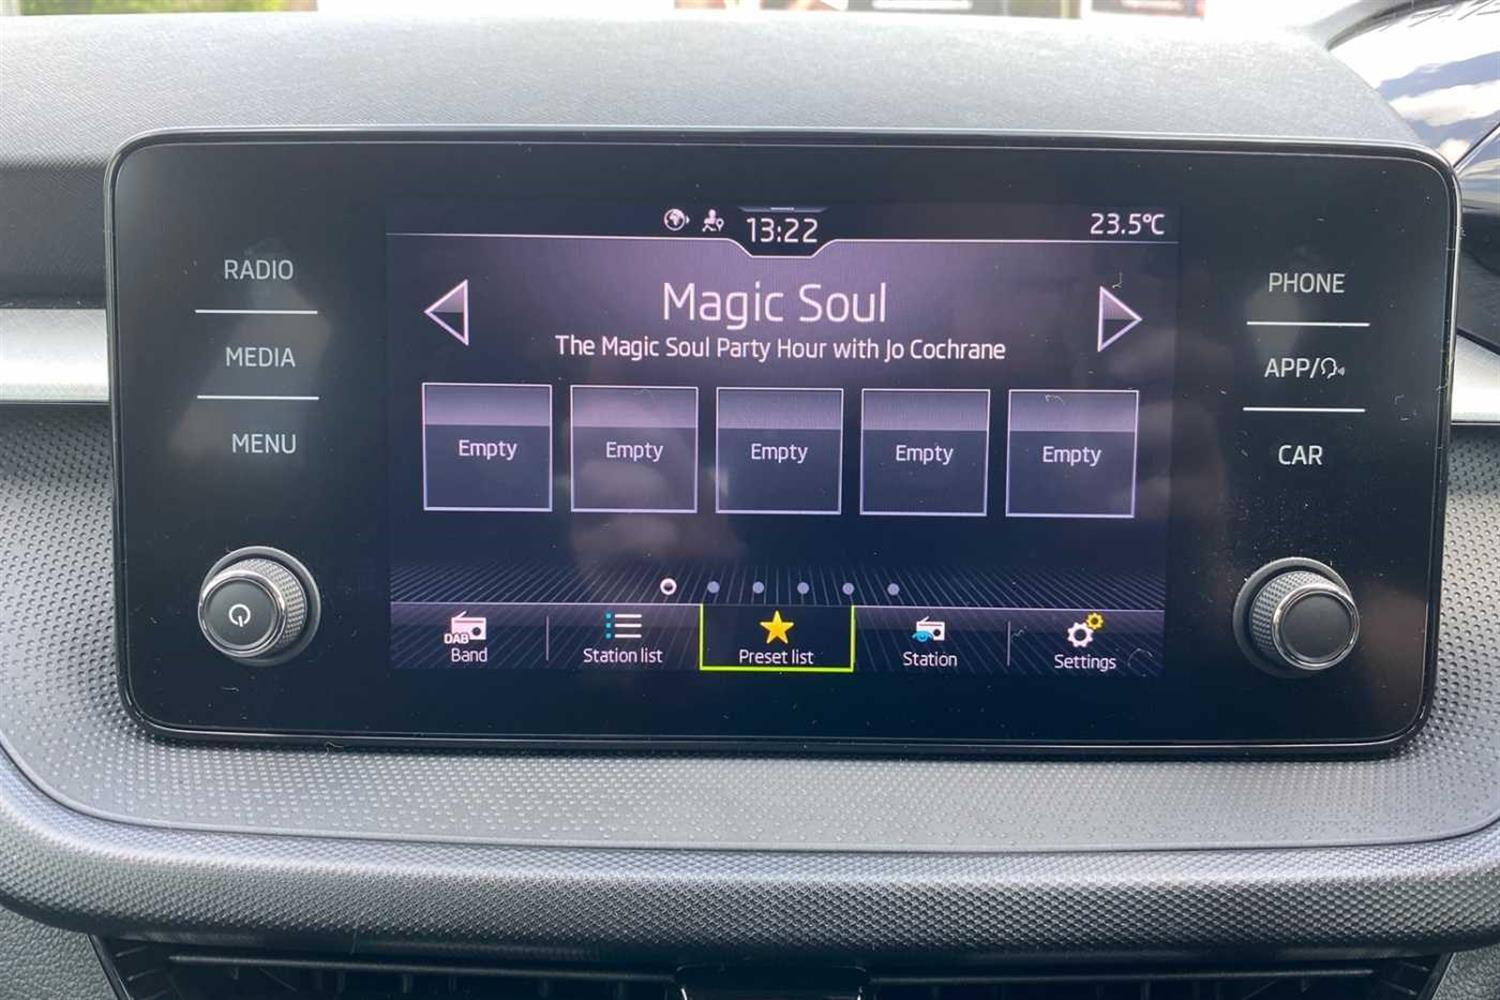 13:22
23.5°C
RADIO
MEDIA
MENU
Magic Soul
The Magic Soul Party Hour with Jo Cochrane
Empty Empty Empty Empty Empty
PHONE
APP/
CAR
DAB
Band
Station list
Preset list
Station
Settings